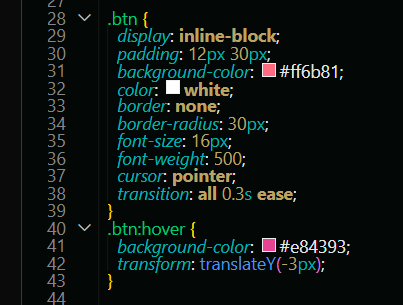 27
28 .btn {
29 display: inline-block;
30 padding: 12px 30px;
31 background-color: #ff6b81;
32 color: white;
33 border: none;
34 border-radius: 30px;
35 font-size: 16px;
36 font-weight: 500;
37 cursor: pointer;
38 transition: all 0.3s ease;
39 }
40 .btn:hover {
41 background-color: #e84393;
42 transform: translateY(-3px);
43 }
44